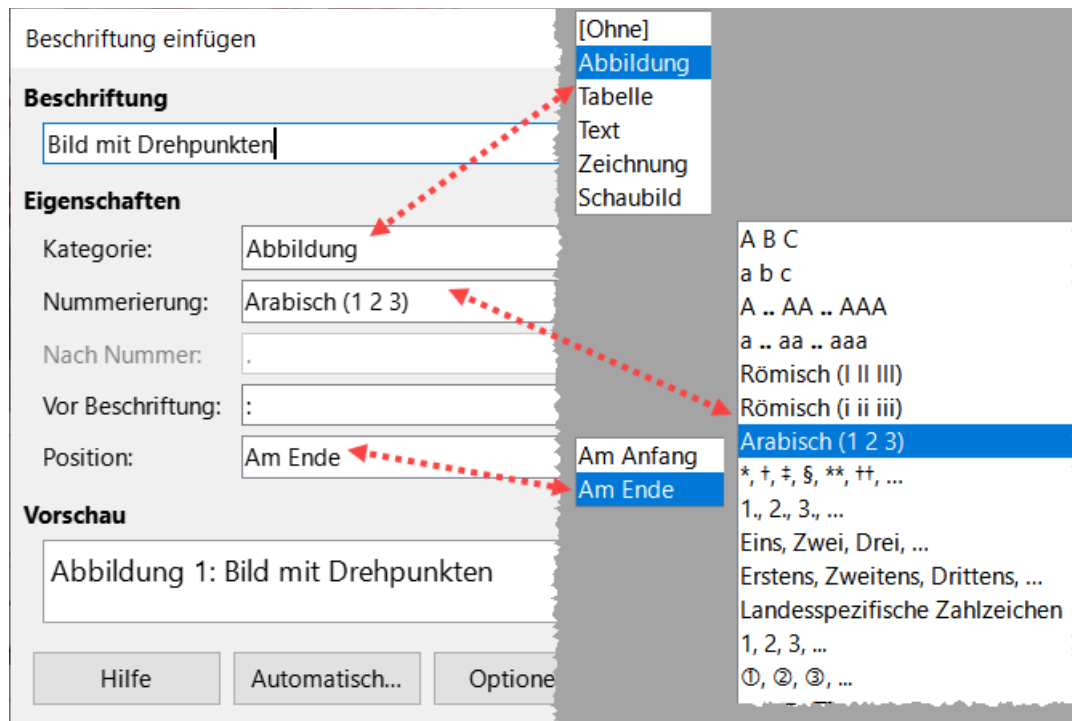 Beschriftung einfügen
Beschriftung
Bild mit Drehpunkten
Eigenschaften
Kategorie: Abbildung
Nummerierung: Arabisch (1 2 3)
Nach Nummer: .
Vor Beschriftung: :
Position: Am Ende
Vorschau
Abbildung 1: Bild mit Drehpunkten
Hilfe Automatisch... Optione
[Ohne]
Abbildung
Tabelle
Text
Zeichnung
Schaubild
Am Anfang
Am Ende
A B C
a b c
A .. AA .. AAA
a .. aa .. aaa
Römisch (I II III)
Römisch (i ii iii)
Arabisch (1 2 3)
*, †, ‡, §, **, ††, ...
1., 2., 3., ...
Eins, Zwei, Drei, ...
Erstens, Zweitens, Drittens, ...
Landesspezifische Zahlzeichen
1, 2, 3, ...
①, ②, ③, ...